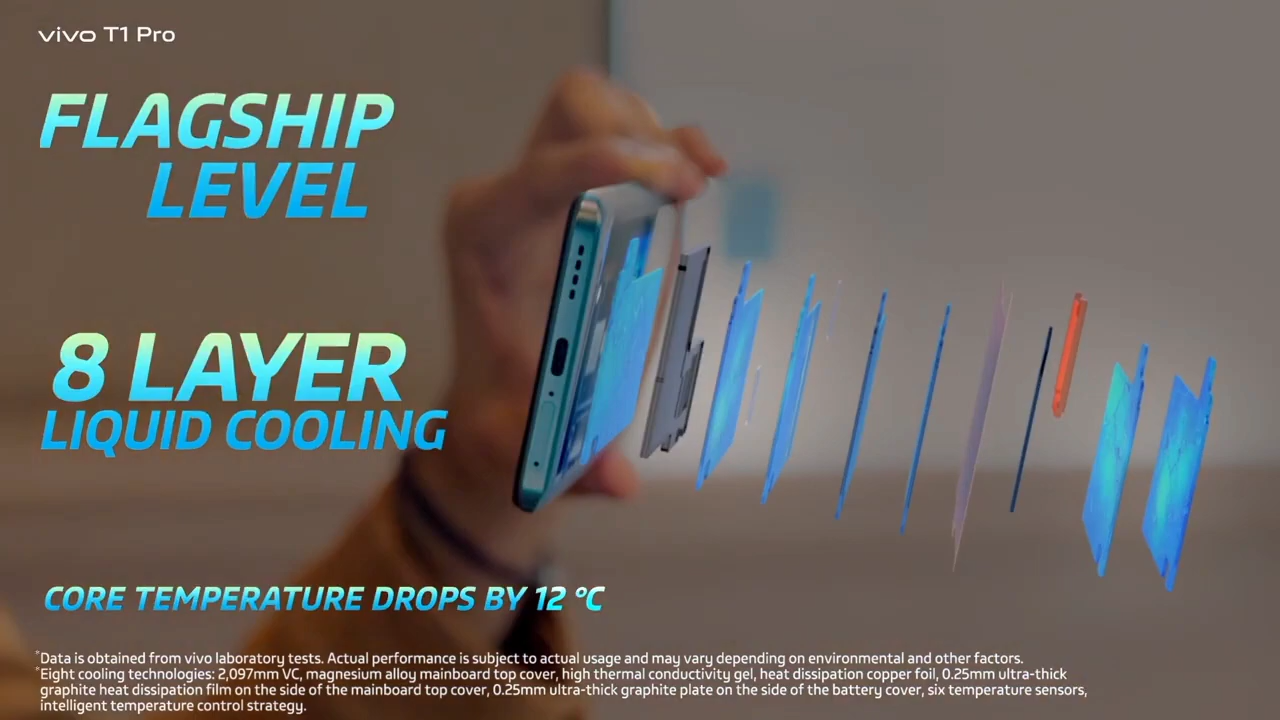 vivo T1 Pro
FLAGSHIP
LEVEL
8 LAYER
LIQUID COOLING
CORE TEMPERATURE DROPS BY 12 °C
*Data is obtained from vivo laboratory tests. Actual performance is subject to actual usage and may vary depending on environmental and other factors.
*Eight cooling technologies: 2,097mm VC, magnesium alloy mainboard top cover, high thermal conductivity gel, heat dissipation copper foil, 0.25mm ultra-thick
graphite heat dissipation film on the side of the mainboard top cover, 0.25mm ultra-thick graphite plate on the side of the battery cover, six temperature sensors,
intelligent temperature control strategy.